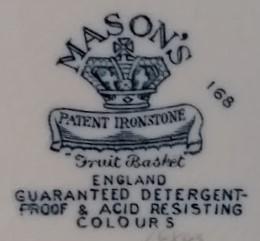 MASON'S
168
PATENT IRONSTONE
"Fruit Basket"
ENGLAND
GUARANTEED DETERGENT-
PROOF & ACID RESISTING
COLOURS